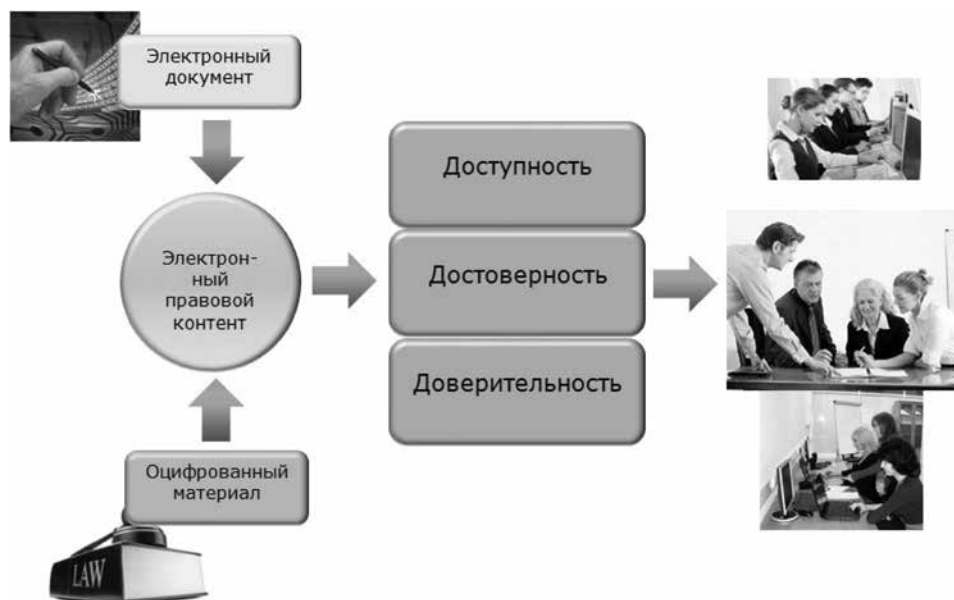 Электронный
документ
Электрон-
ный
правовой
контент
Оцифрованный
материал
LAW
Доступность
Достоверность
Доверительность